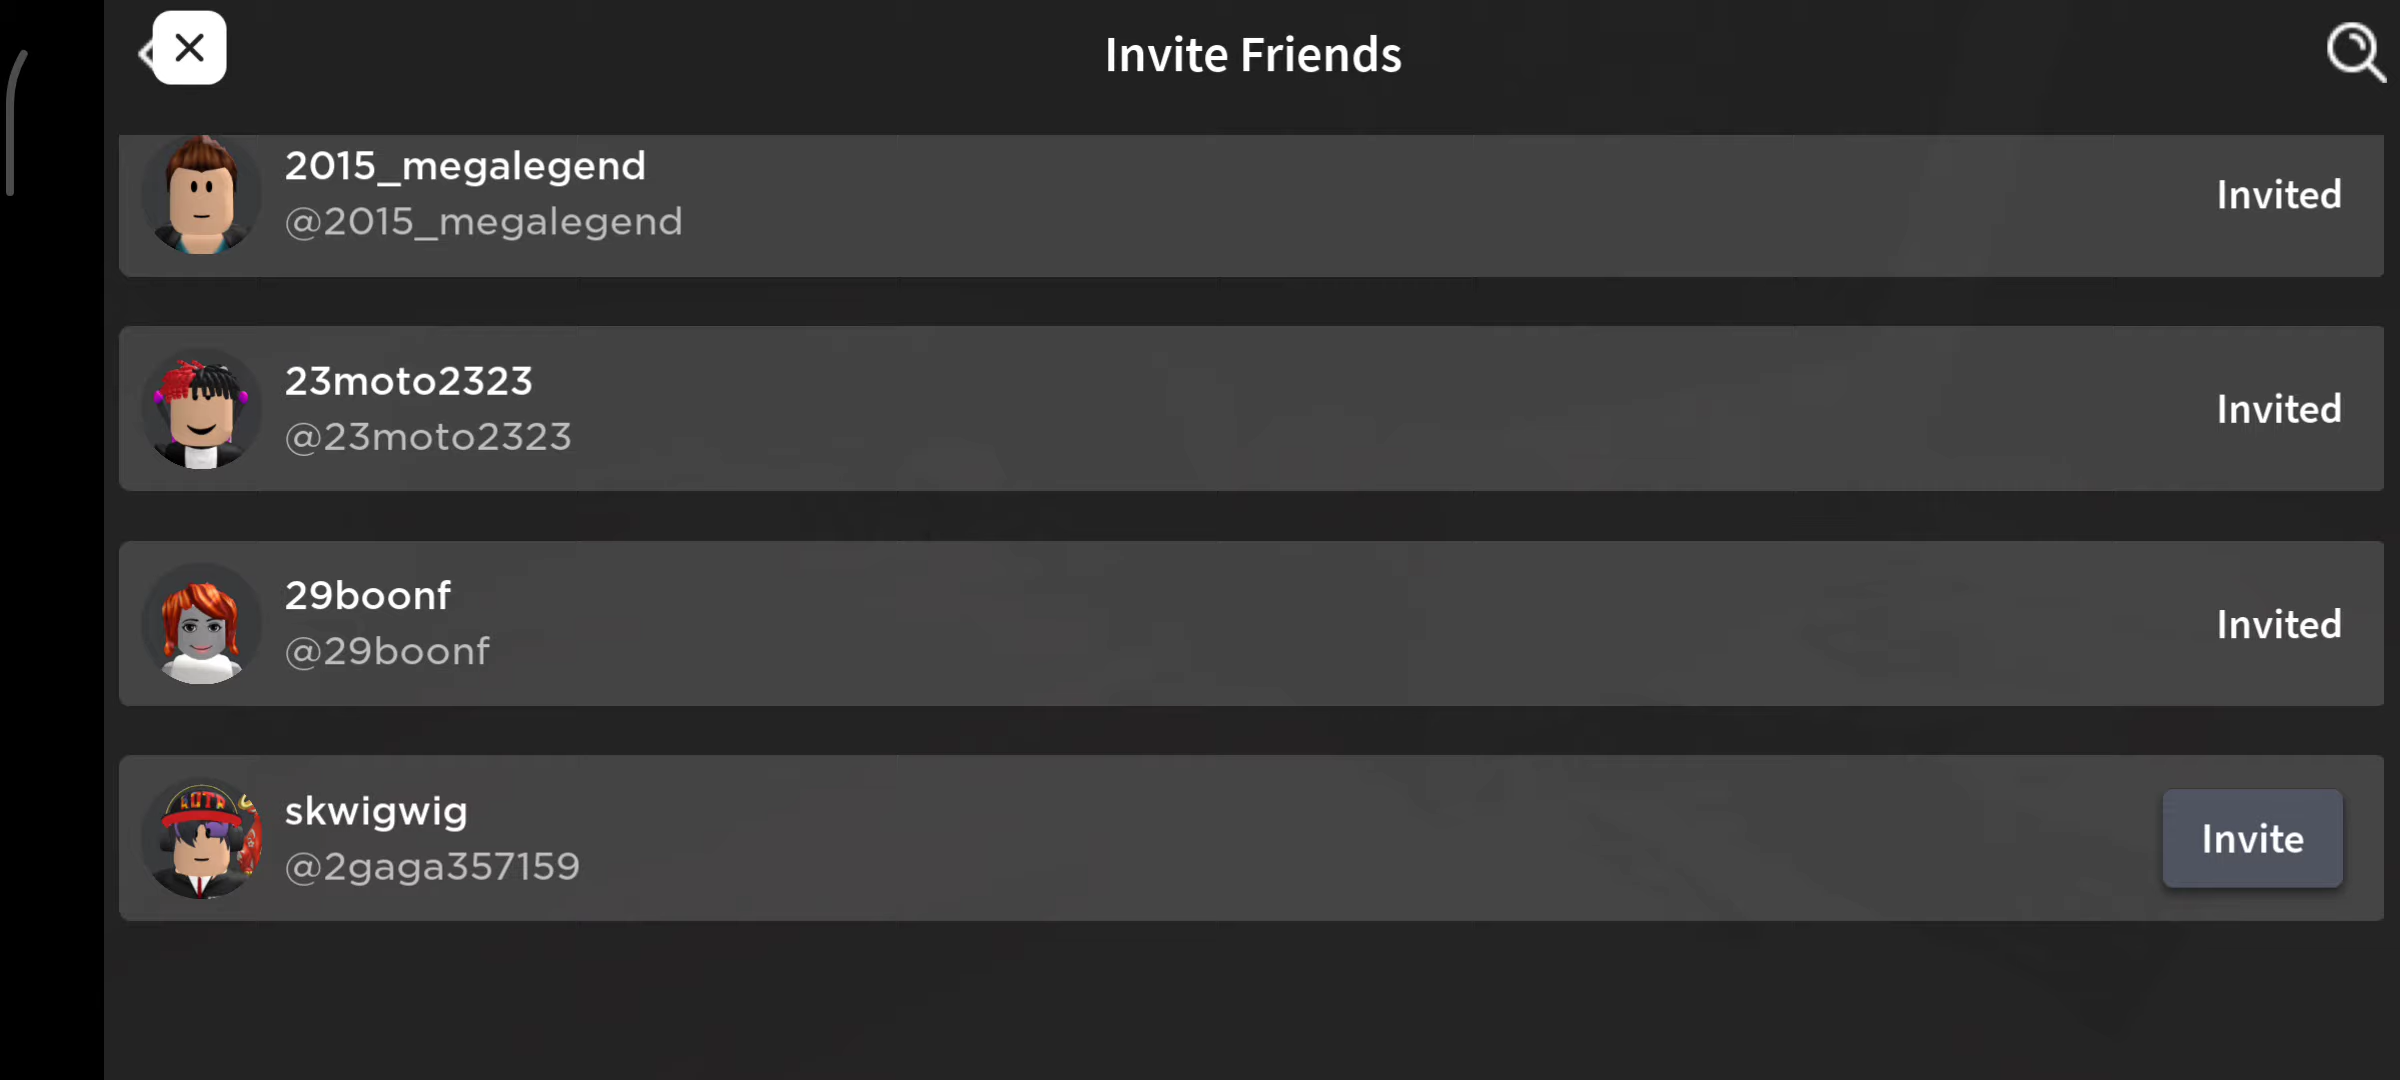 Invite Friends
2015_megalegend
@2015_megalegend
Invited
23moto2323
@23moto2323
Invited
29boonf
@29boonf
Invited
skwigwig
@2gaga357159
Invite